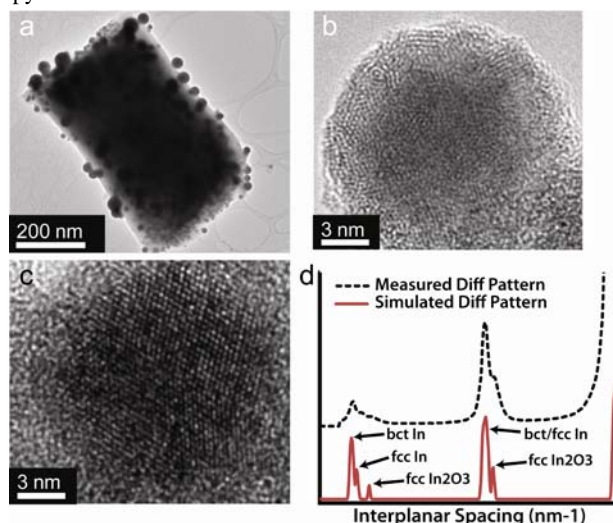 py
a
200 nm
b
3 nm
c
3 nm
d
Measured Diff Pattern
Simulated Diff Pattern
bct In
fcc In
fcc In2O3
bct/fcc In
fcc In2O3
Interplanar Spacing (nm-1)